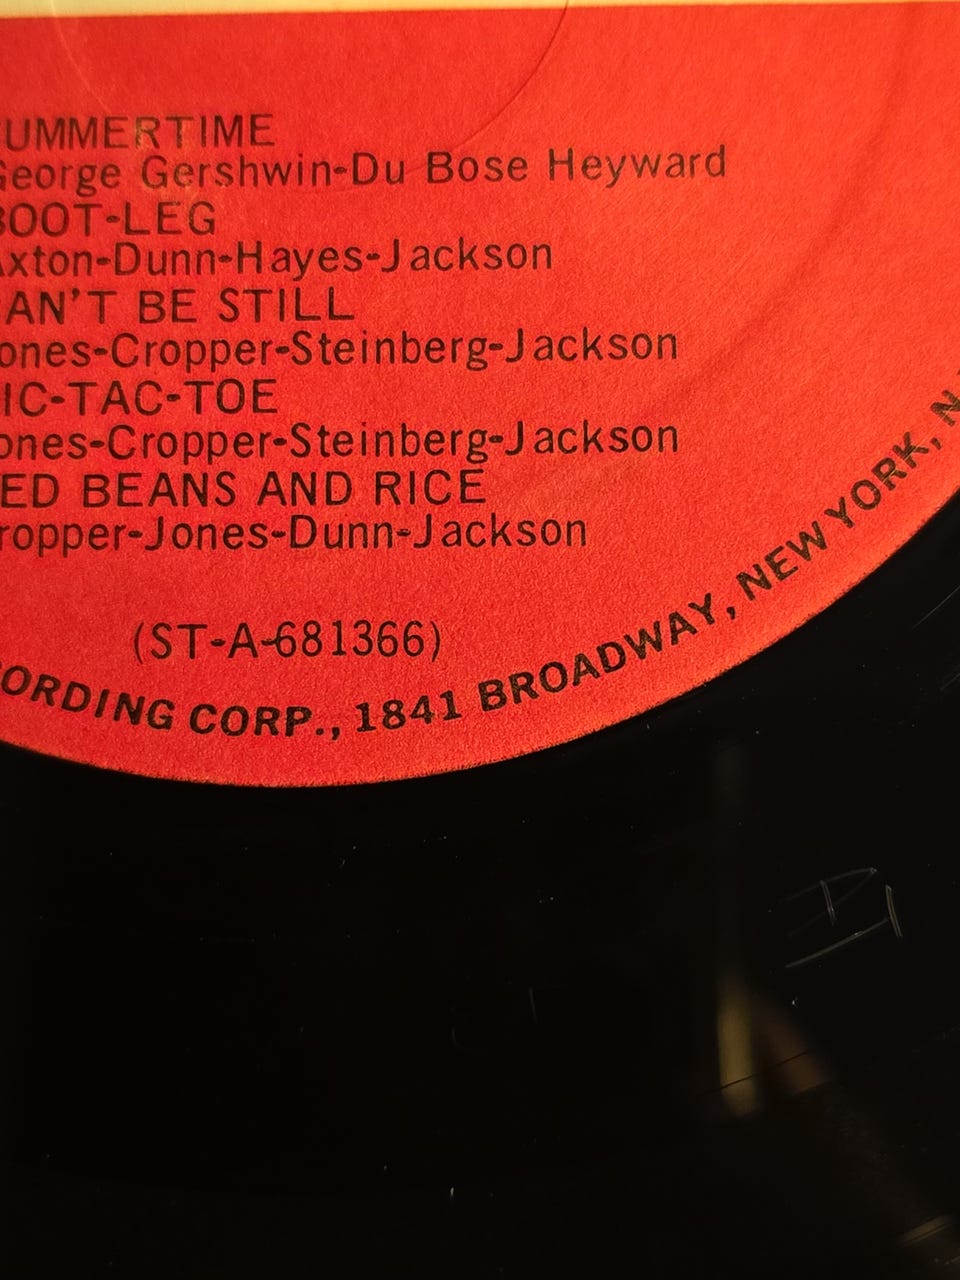 UMMERTIME
George Gershwin-Du Bose Heyward
BOOT-LEG
Axton-Dunn-Hayes-Jackson
AN'T BE STILL
ones-Cropper-Steinberg-Jackson
IC-TAC-TOE
ones-Cropper-Steinberg-Jackson
ED BEANS AND RICE
ropper-Jones-Dunn-Jackson
(ST-A-681366)
ORDING CORP., 1841 BROADWAY, NEW YORK, N.